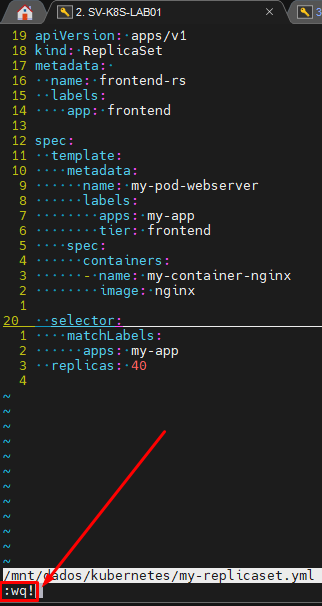 2. SV-K8S-LAB01
3
19 apiVersion: apps/v1
18 kind: ReplicaSet
17 metadata:
16   name: frontend-rs
15   labels:
14     app: frontend
13
12 spec:
11   template:
10     metadata:
9       name: my-pod-webserver
8       labels:
7         apps: my-app
6         tier: frontend
5     spec:
4       containers:
3       - name: my-container-nginx
2         image: nginx
1
20   selector:
1     matchLabels:
2       apps: my-app
3   replicas: 40
4
~
~
~
~
~
~
~
~
~
~
~
/mnt/dados/kubernetes/my-replicaset.yml
:wq!